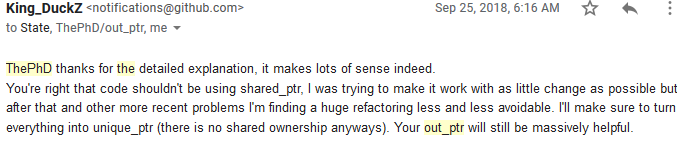 King_DuckZ <notifications@github.com> Sep 25, 2018, 6:16 AM
to State, ThePhD/out_ptr, me
ThePhD thanks for the detailed explanation, it makes lots of sense indeed.
You're right that code shouldn't be using shared_ptr, I was trying to make it work with as little change as possible but
after that and other more recent problems I'm finding a huge refactoring less and less avoidable. I'll make sure to turn
everything into unique_ptr (there is no shared ownership anyways). Your out_ptr will still be massively helpful.